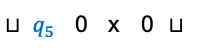 ⊔ q₅ 0 x 0 ⊔